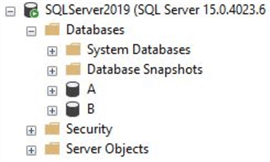 SQLServer2019 (SQL Server 15.0.4023.6
Databases
System Databases
Database Snapshots
A
B
Security
Server Objects